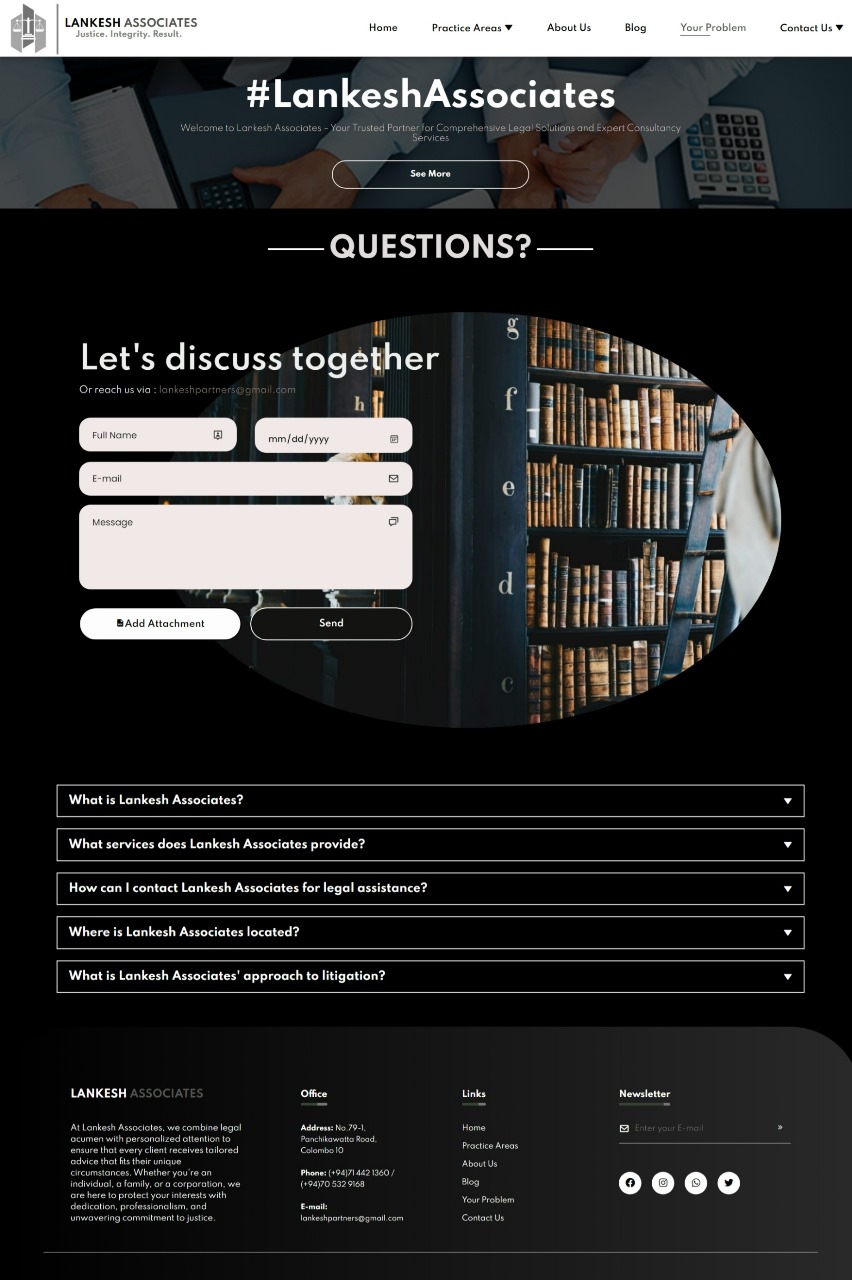 LANKESH ASSOCIATES
Justice. Integrity. Result.
Home
Practice Areas
About Us
Blog
Your Problem
Contact Us
#LankeshAssociates
Welcome to Lankesh Associates – Your Trusted Partner for Comprehensive Legal Solutions and Expert Consultancy
Services
See More
QUESTIONS?
Let's discuss together
Or reach us via : lankeshpartners@gmail.com
Full Name
mm/dd/yyyy
E-mail
Message
Add Attachment
Send
g
h
f
e
d
c
What is Lankesh Associates?
What services does Lankesh Associates provide?
How can I contact Lankesh Associates for legal assistance?
Where is Lankesh Associates located?
What is Lankesh Associates' approach to litigation?
LANKESH ASSOCIATES
At Lankesh Associates, we combine legal
acumen with personalized attention to
ensure that every client receives tailored
advice that fits their unique
circumstances. Whether you're an
individual, a family, or a corporation, we
are here to protect your interests with
dedication, professionalism, and
unwavering commitment to justice.
Office
Address: No.79-1,
Panchikawatta Road,
Colombo 10
Phone: (+94)71 442 1360 /
(+94)70 532 9168
E-mail:
lankeshpartners@gmail.com
Links
Home
Practice Areas
About Us
Blog
Your Problem
Contact Us
Newsletter
Enter your E-mail
»